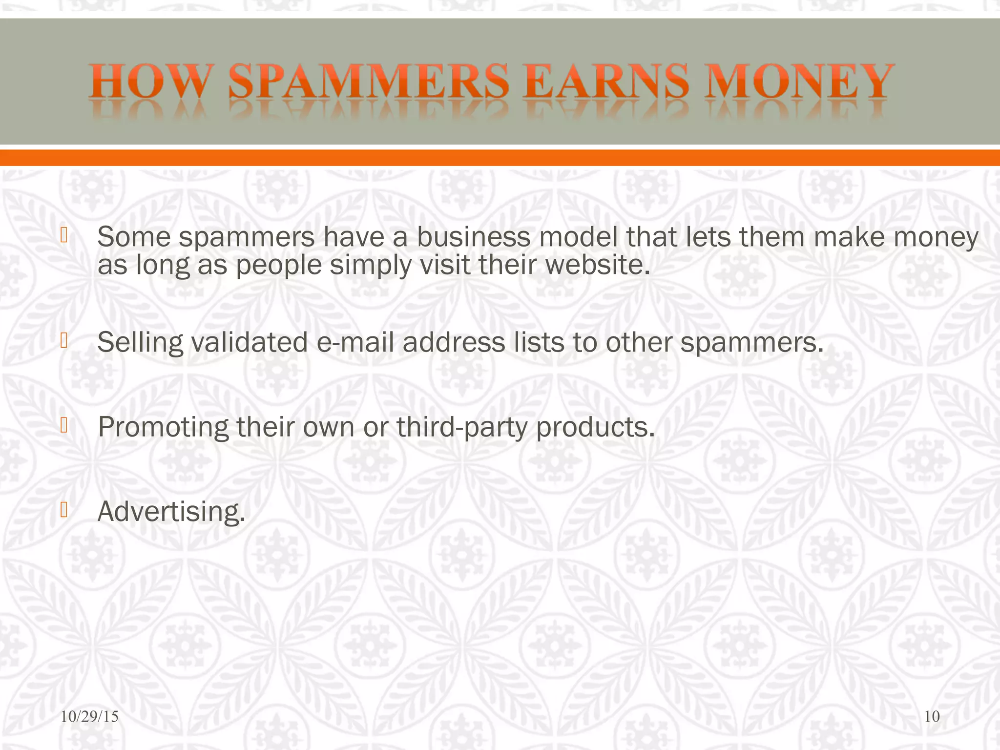 HOW SPAMMERS EARNS MONEY
Some spammers have a business model that lets them make money
as long as people simply visit their website.
Selling validated e-mail address lists to other spammers.
Promoting their own or third-party products.
Advertising.
10/29/15
10